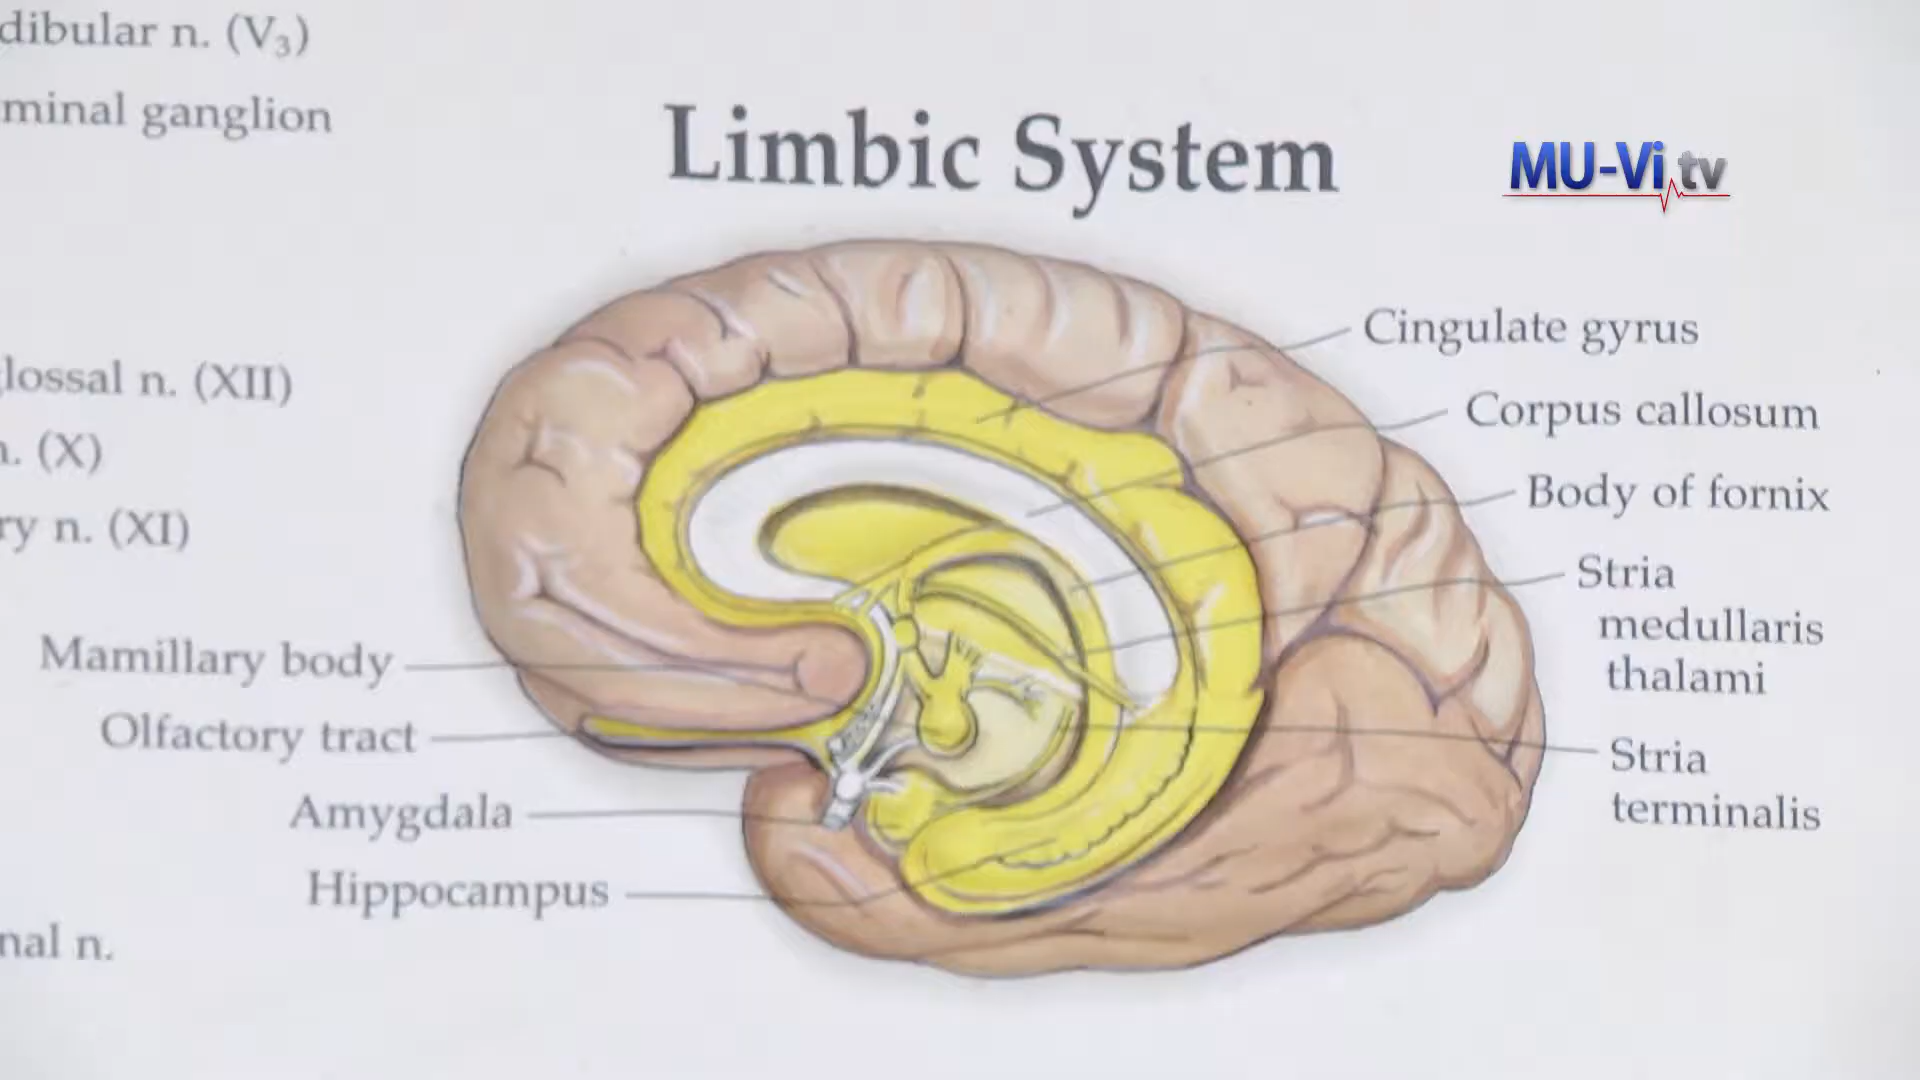 dibular n. (V₃)
minal ganglion
Limbic System
MU-Vi.tv
Cingulate gyrus
lossal n. (XII)
Corpus callosum
n. (X)
Body of fornix
ry n. (XI)
Stria
medullaris
thalami
Mamillary body
Olfactory tract
Stria
terminalis
Amygdala
Hippocampus
nal n.